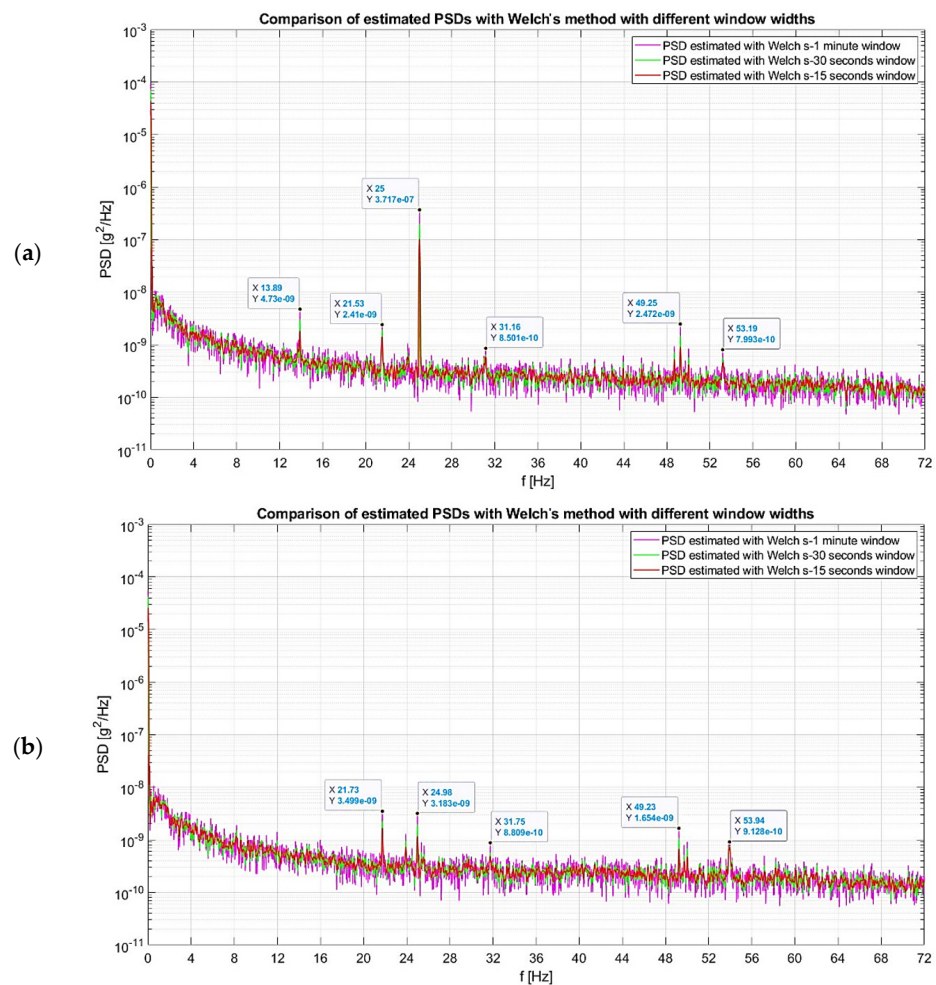 (a)
Comparison of estimated PSDs with Welch's method with different window widths
PSD estimated with Welch s-1 minute window
PSD estimated with Welch s-30 seconds window
PSD estimated with Welch s-15 seconds window
PSD [g²/Hz]
10⁻³
10⁻⁴
10⁻⁵
10⁻⁶
10⁻⁷
10⁻⁸
10⁻⁹
10⁻¹⁰
10⁻¹¹
X 13.89
Y 4.73e-09
X 21.53
Y 2.41e-09
X 25
Y 3.717e-07
X 31.16
Y 8.501e-10
X 49.25
Y 2.472e-09
X 53.19
Y 7.993e-10
0 4 8 12 16 20 24 28 32 36 40 44 48 52 56 60 64 68 72
f [Hz]
(b)
Comparison of estimated PSDs with Welch's method with different window widths
PSD estimated with Welch s-1 minute window
PSD estimated with Welch s-30 seconds window
PSD estimated with Welch s-15 seconds window
PSD [g²/Hz]
10⁻³
10⁻⁴
10⁻⁵
10⁻⁶
10⁻⁷
10⁻⁸
10⁻⁹
10⁻¹⁰
10⁻¹¹
X 21.73
Y 3.499e-09
X 24.98
Y 3.183e-09
X 31.75
Y 8.809e-10
X 49.23
Y 1.654e-09
X 53.94
Y 9.128e-10
0 4 8 12 16 20 24 28 32 36 40 44 48 52 56 60 64 68 72
f [Hz]